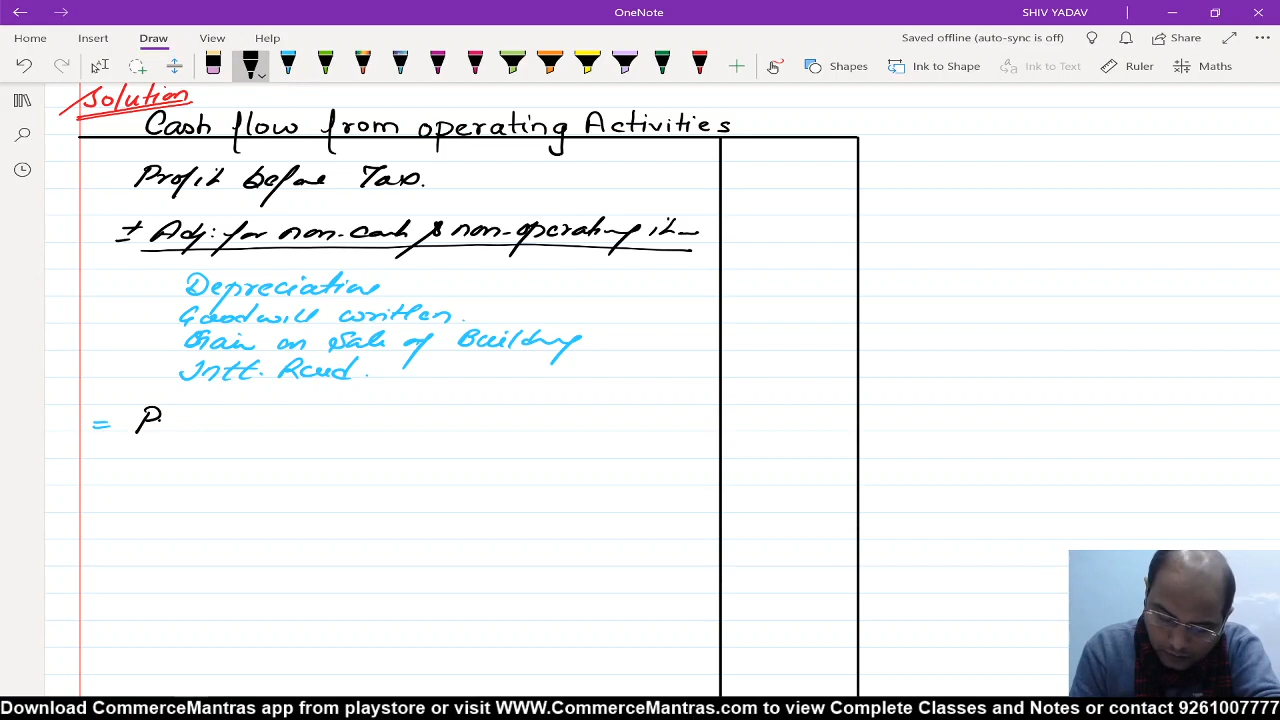 OneNote
SHIV YADAV
Home Insert Draw View Help
Saved offline (auto-sync is off) Share
Shapes Ink to Shape Ink to Text Ruler Maths
Solution
Cash flow from operating Activities
Profit before Tax.
± Adj: for non-cash & non-operating item
Depreciation
Goodwill written.
Gain on Sale of Building
Intt. Rcud.
= P
Download CommerceMantras app from playstore or visit WWW.CommerceMantras.com to view Complete Classes and Notes or contact 9261007777